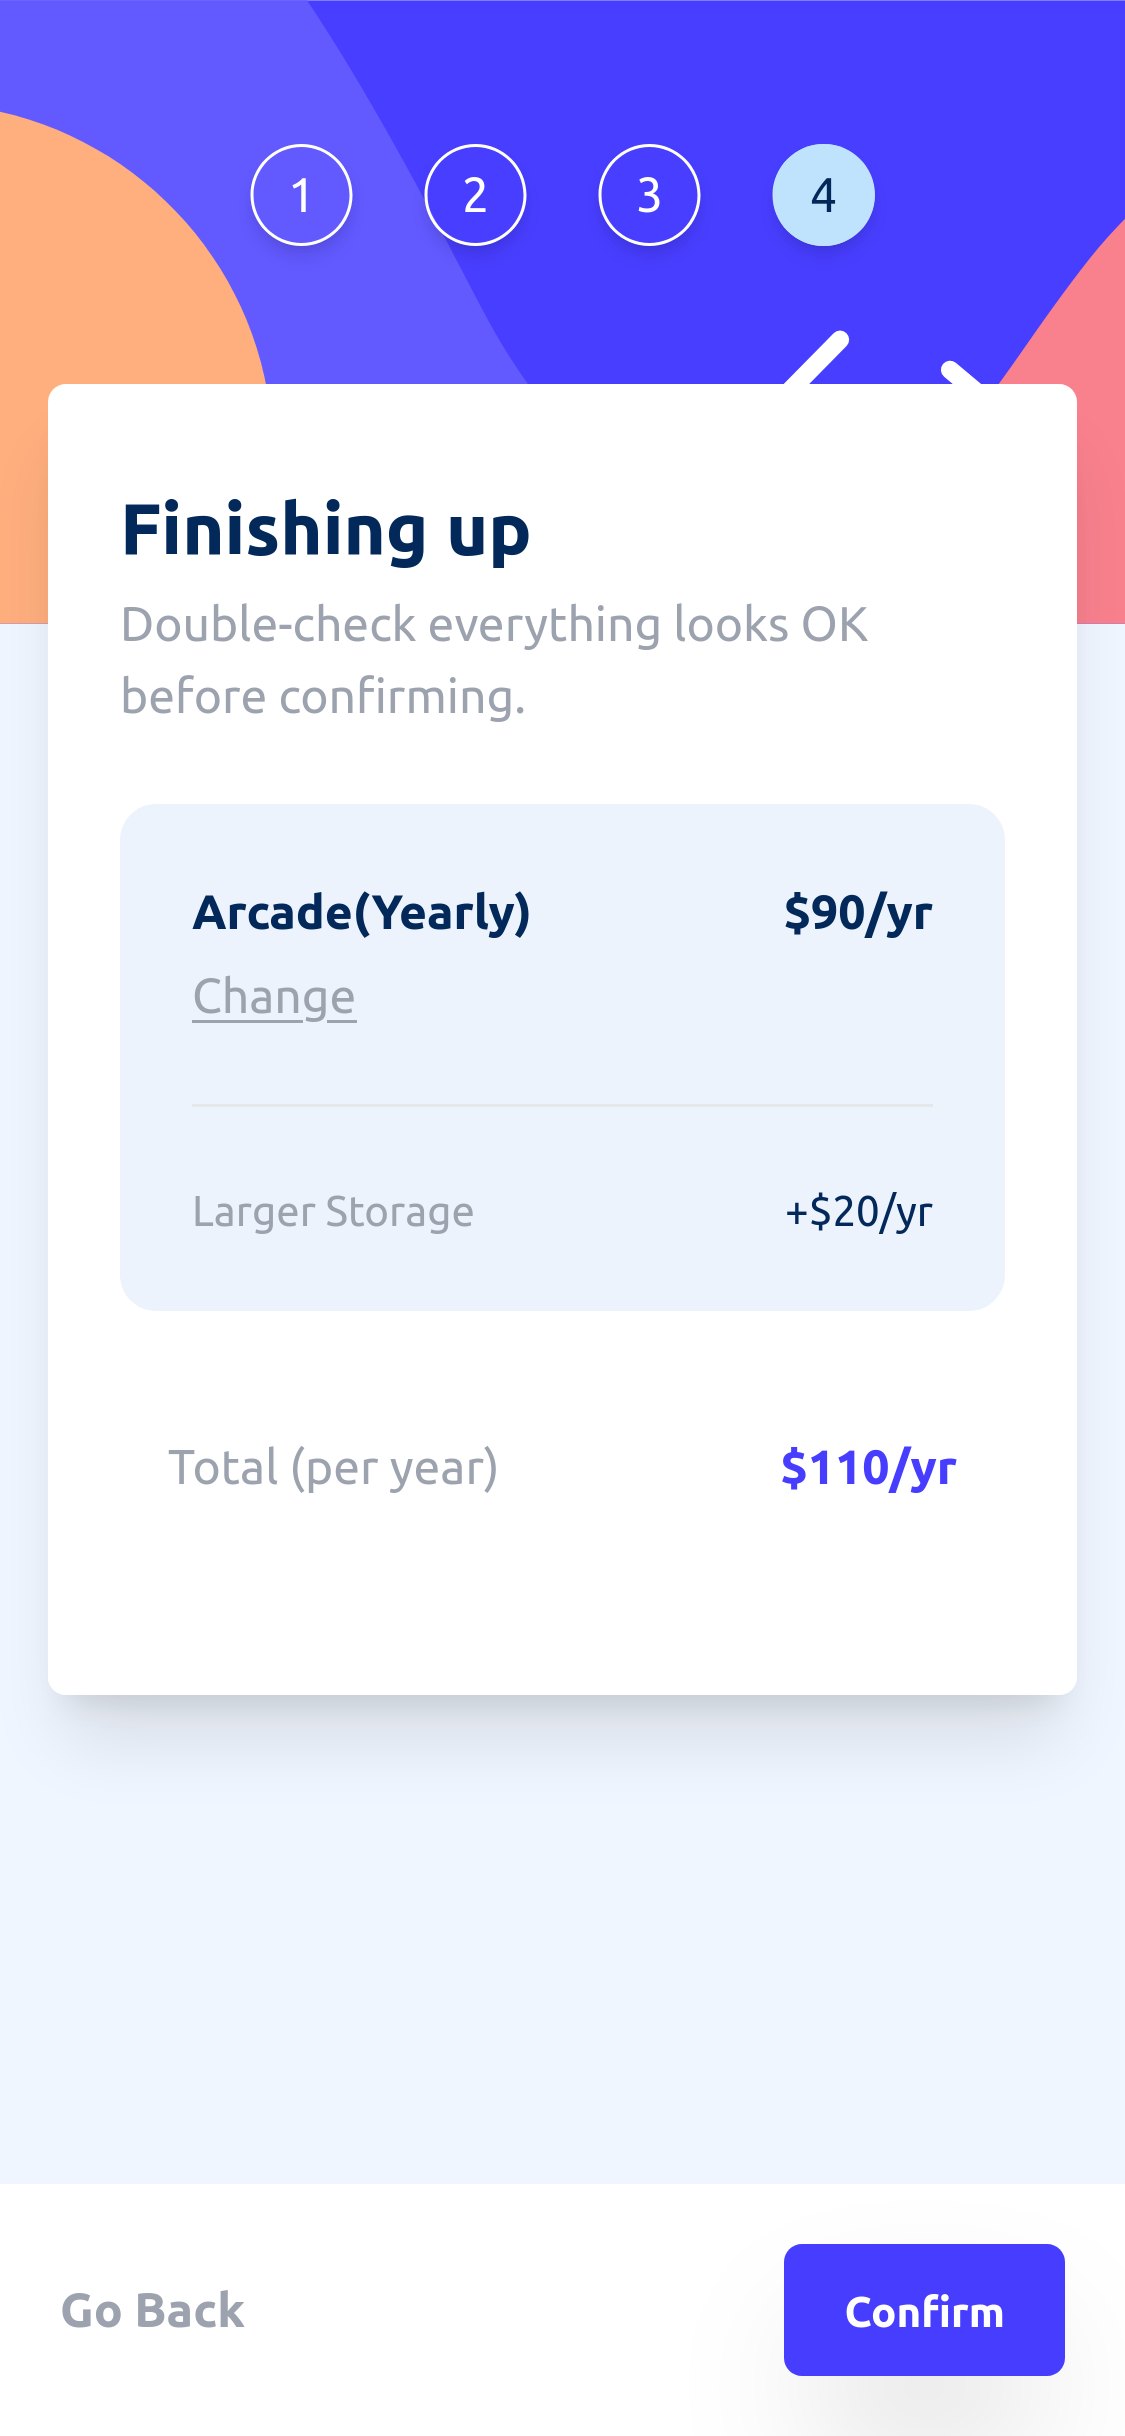 1 2 3 4
Finishing up
Double-check everything looks OK
before confirming.
Arcade(Yearly) $90/yr
Change
Larger Storage +$20/yr
Total (per year) $110/yr
Go Back Confirm